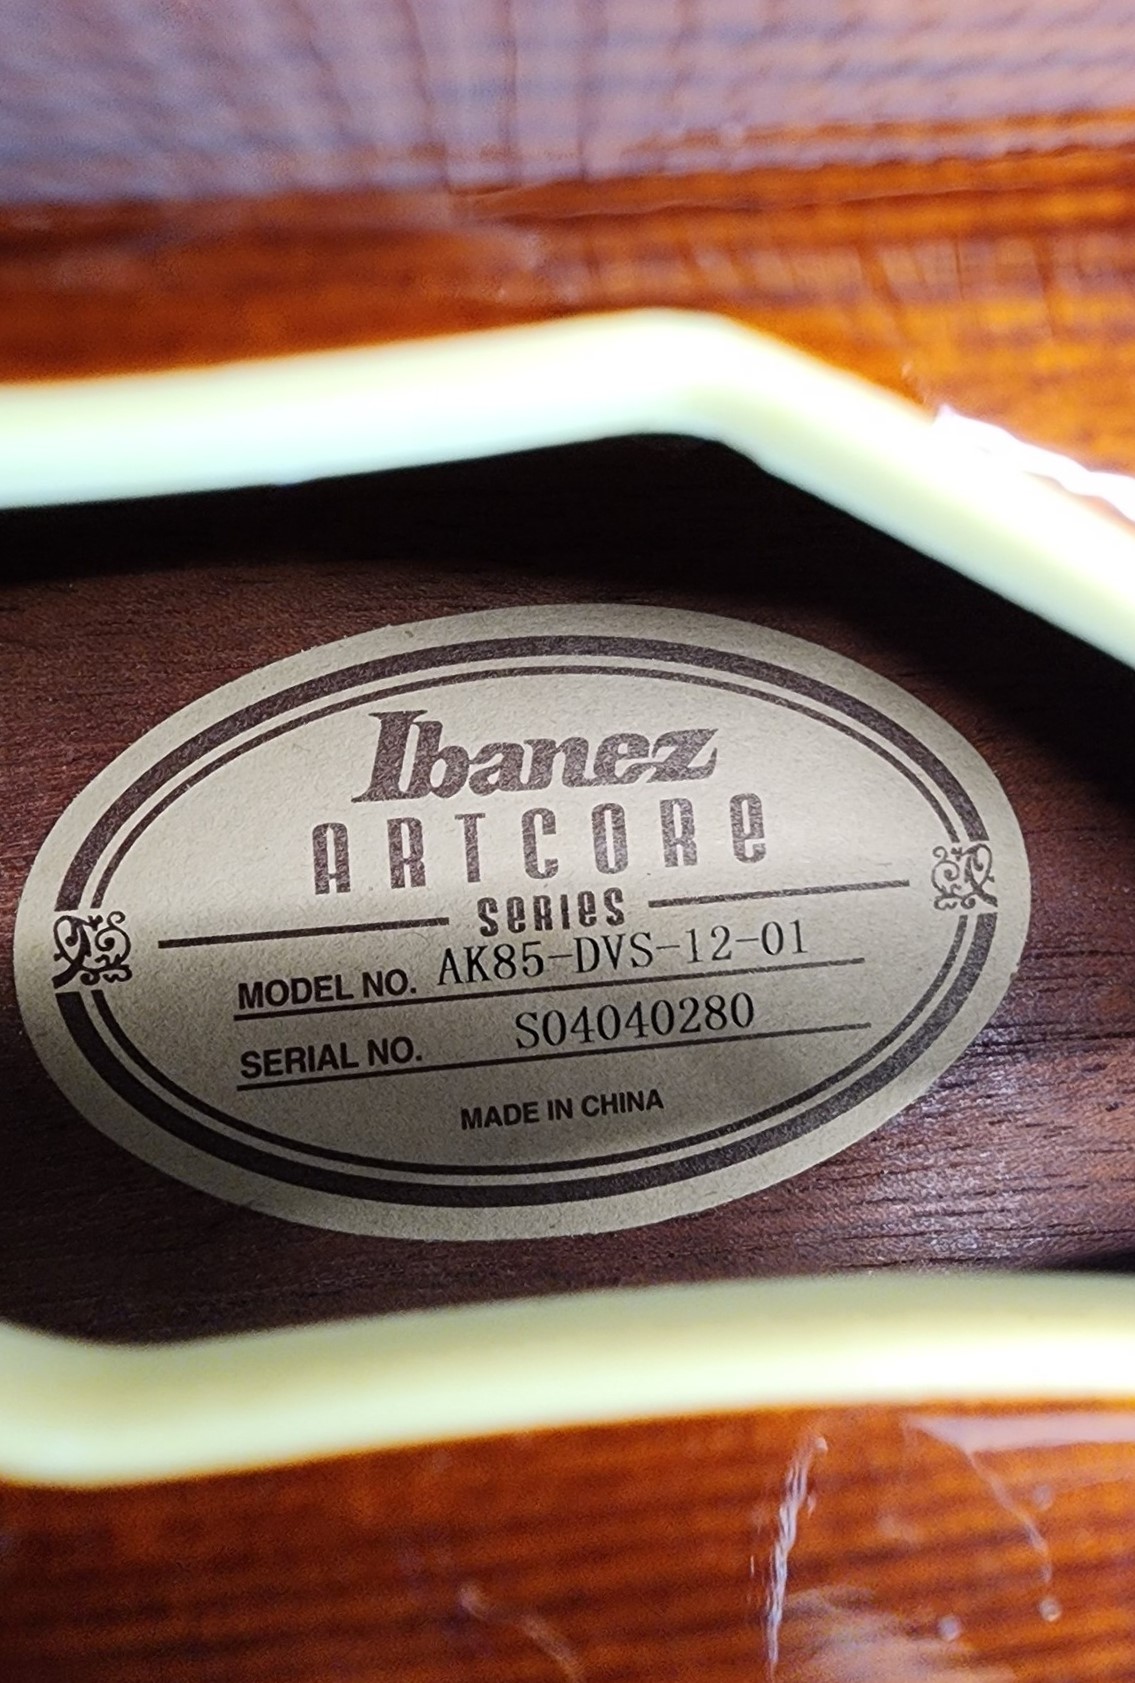 Ibanez
ARTCORE
SERIES
MODEL NO. AK85-DVS-12-01
SERIAL NO. S04040280
MADE IN CHINA